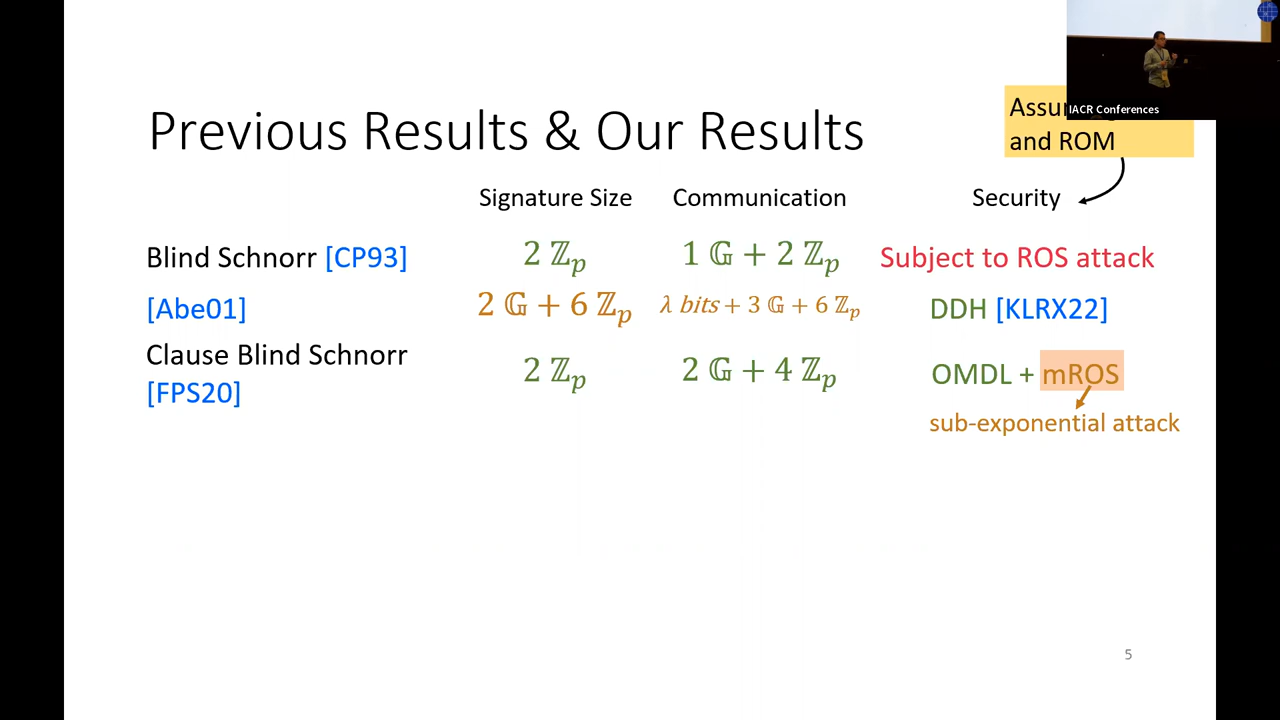 IACR Conferences
and ROM
Previous Results & Our Results
Signature Size Communication Security
Blind Schnorr [CP93] 2 ℤ𝑝 1 𝔾 + 2 ℤ𝑝 Subject to ROS attack
[Abe01] 2 𝔾 + 6 ℤ𝑝 λ bits + 3 𝔾 + 6 ℤ𝑝 DDH [KLRX22]
Clause Blind Schnorr
[FPS20] 2 ℤ𝑝 2 𝔾 + 4 ℤ𝑝 OMDL + mROS
sub-exponential attack
5